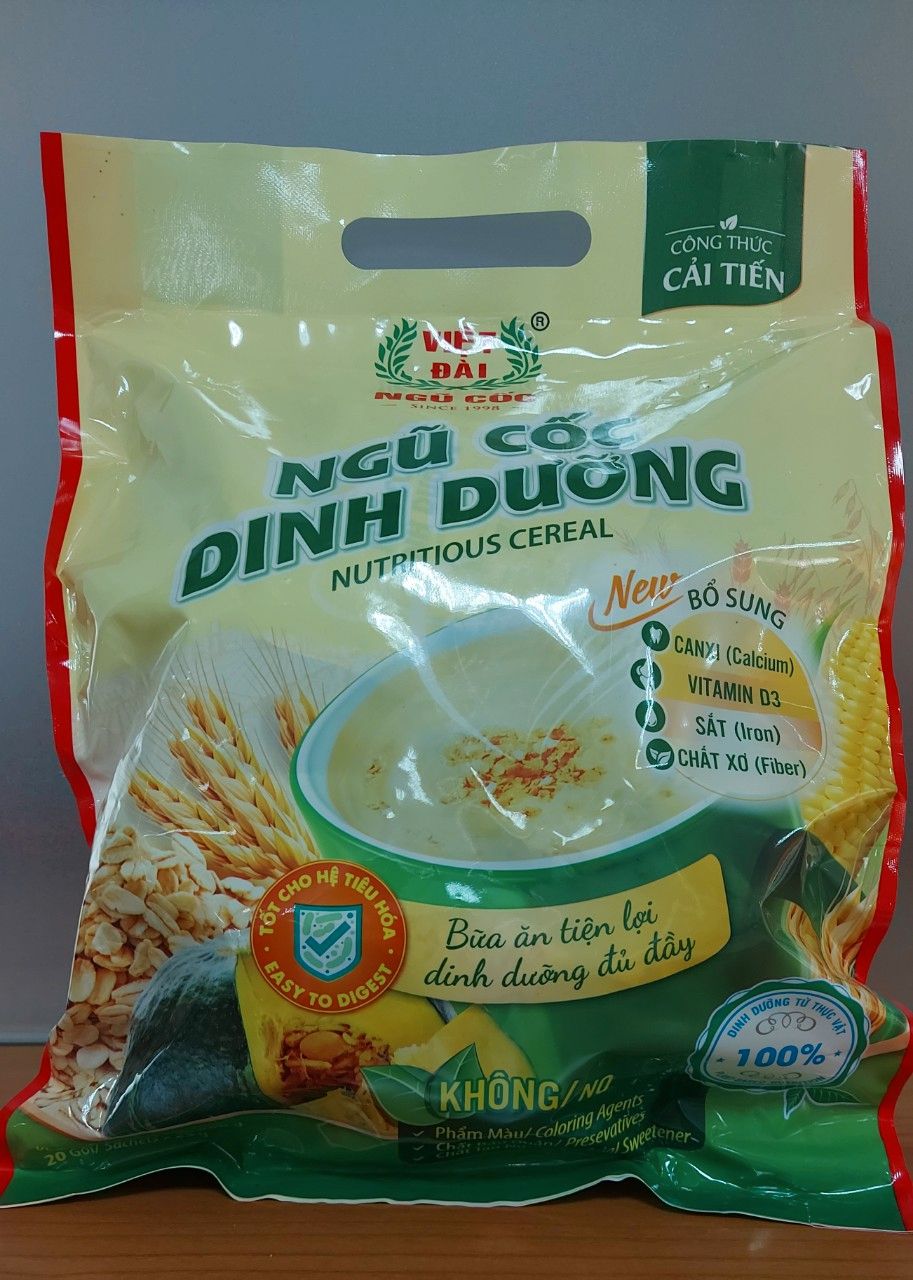 CÔNG THỨC
CẢI TIẾN
VIỆT
ĐÀI
®
NGŨ CỐC
SINCE 1998
NGŨ CỐC
DINH DƯỠNG
NUTRITIOUS CEREAL
New
BỔ SUNG
CANXI (Calcium)
VITAMIN D3
SẮT (Iron)
CHẤT XƠ (Fiber)
TỐT CHO HỆ TIÊU HÓA
EASY TO DIGEST
Bữa ăn tiện lợi
dinh dưỡng đủ đầy
DINH DƯỠNG TỪ THỰC VẬT
100%
KHÔNG/NO
Phẩm Màu/Coloring Agents
Presevatives
Sweetener
20 Gói/Sachets